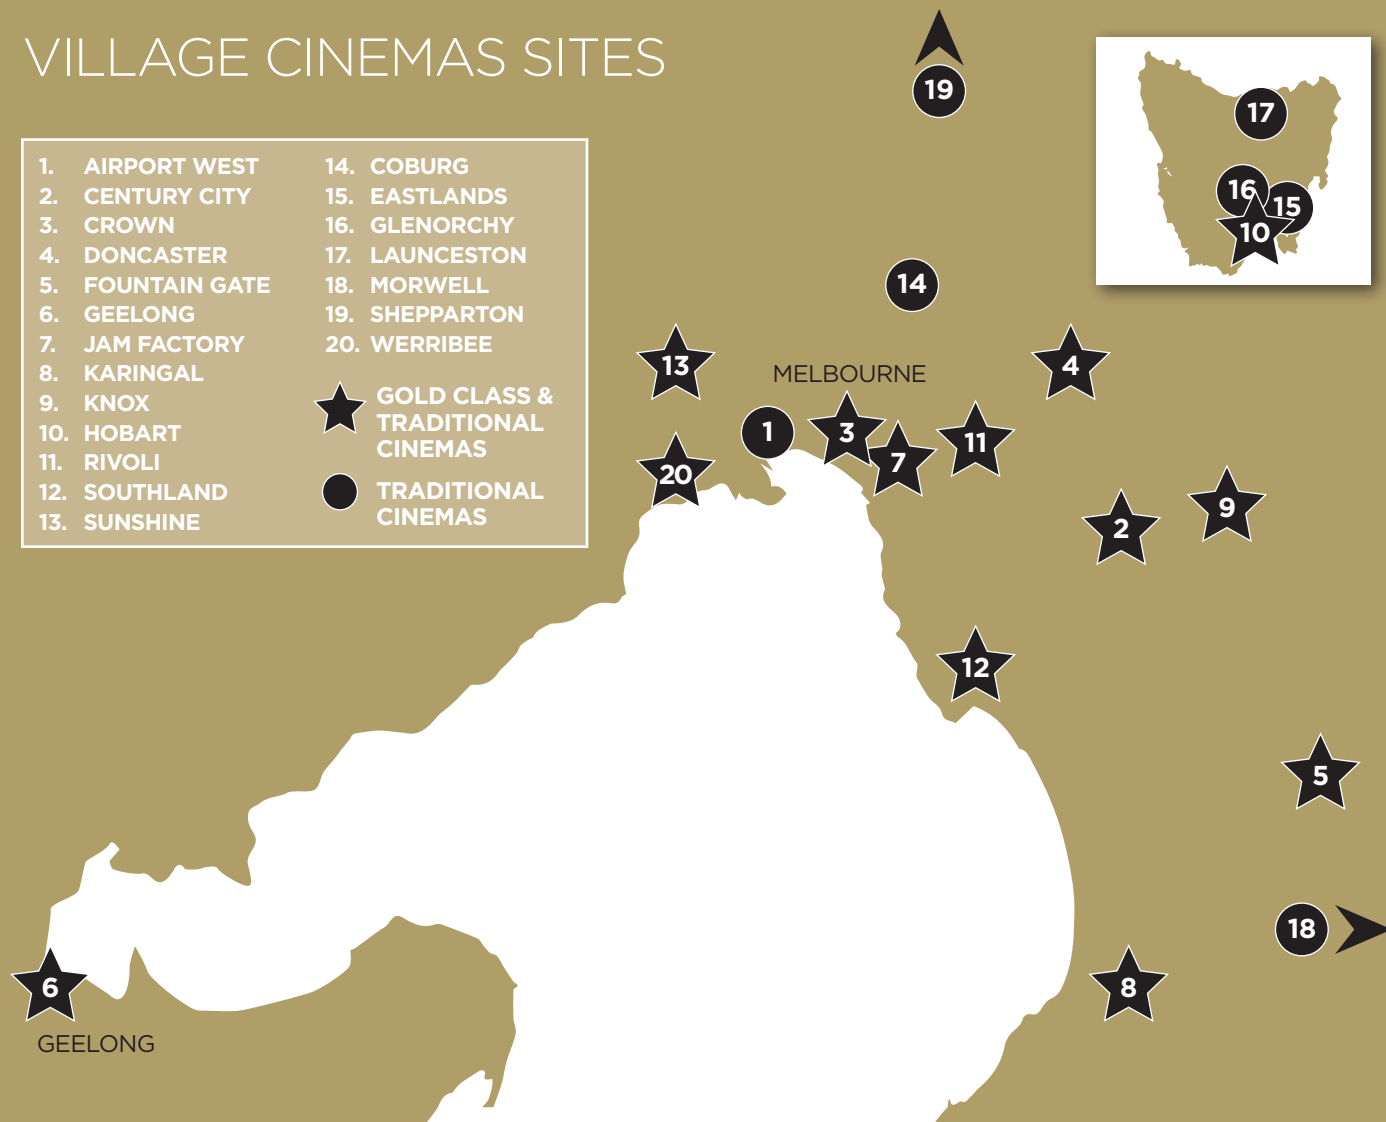 VILLAGE CINEMAS SITES
1. AIRPORT WEST
2. CENTURY CITY
3. CROWN
4. DONCASTER
5. FOUNTAIN GATE
6. GEELONG
7. JAM FACTORY
8. KARINGAL
9. KNOX
10. HOBART
11. RIVOLI
12. SOUTHLAND
13. SUNSHINE
14. COBURG
15. EASTLANDS
16. GLENORCHY
17. LAUNCESTON
18. MORWELL
19. SHEPPARTON
20. WERRIBEE
GOLD CLASS &
TRADITIONAL
CINEMAS
TRADITIONAL
CINEMAS
19
17
16
15
10
14
13
MELBOURNE
4
1
3
7
11
20
2
9
12
5
18
6
8
GEELONG